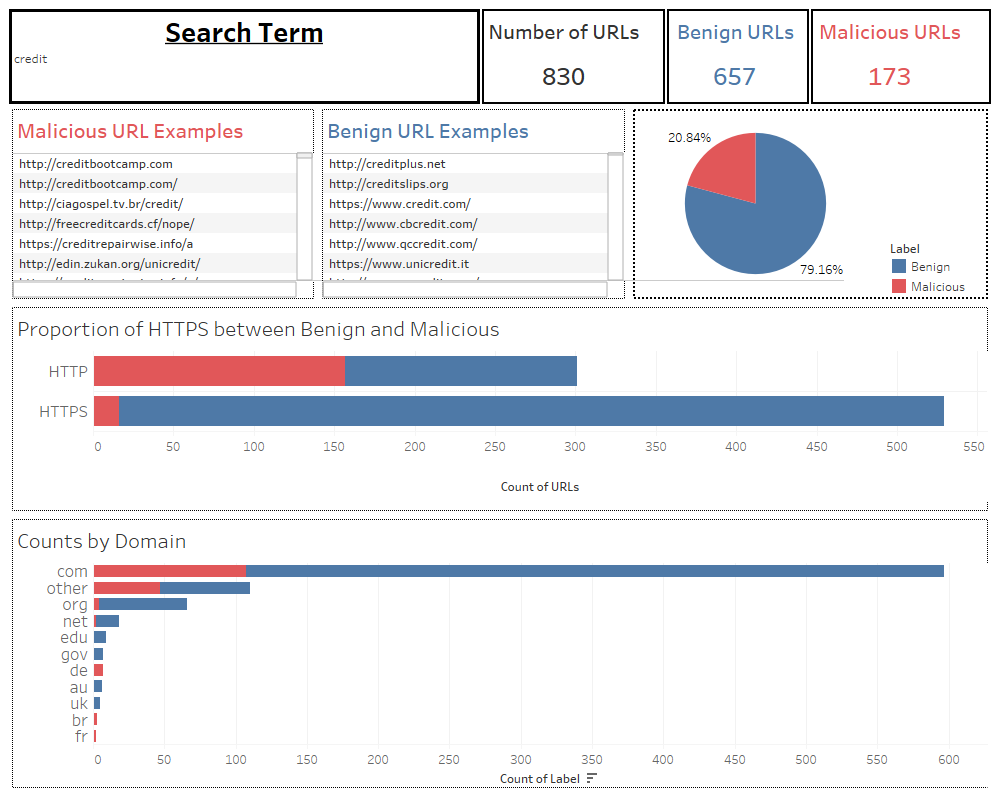 Search Term
credit
Number of URLs
830
Benign URLs
657
Malicious URLs
173
Malicious URL Examples
http://creditbootcamp.com
http://creditbootcamp.com/
http://ciagospel.tv.br/credit/
http://freecreditcards.cf/nope/
https://creditrepairwise.info/a
http://edin.zukan.org/unicredit/
Benign URL Examples
http://creditplus.net
http://creditslips.org
https://www.credit.com/
http://www.cbcredit.com/
http://www.qccredit.com/
https://www.unicredit.it
20.84%
79.16%
Label
Benign
Malicious
Proportion of HTTPS between Benign and Malicious
HTTP
HTTPS
0 50 100 150 200 250 300 350 400 450 500 550
Count of URLs
Counts by Domain
com
other
org
net
edu
gov
de
au
uk
br
fr
0 50 100 150 200 250 300 350 400 450 500 550 600
Count of Label